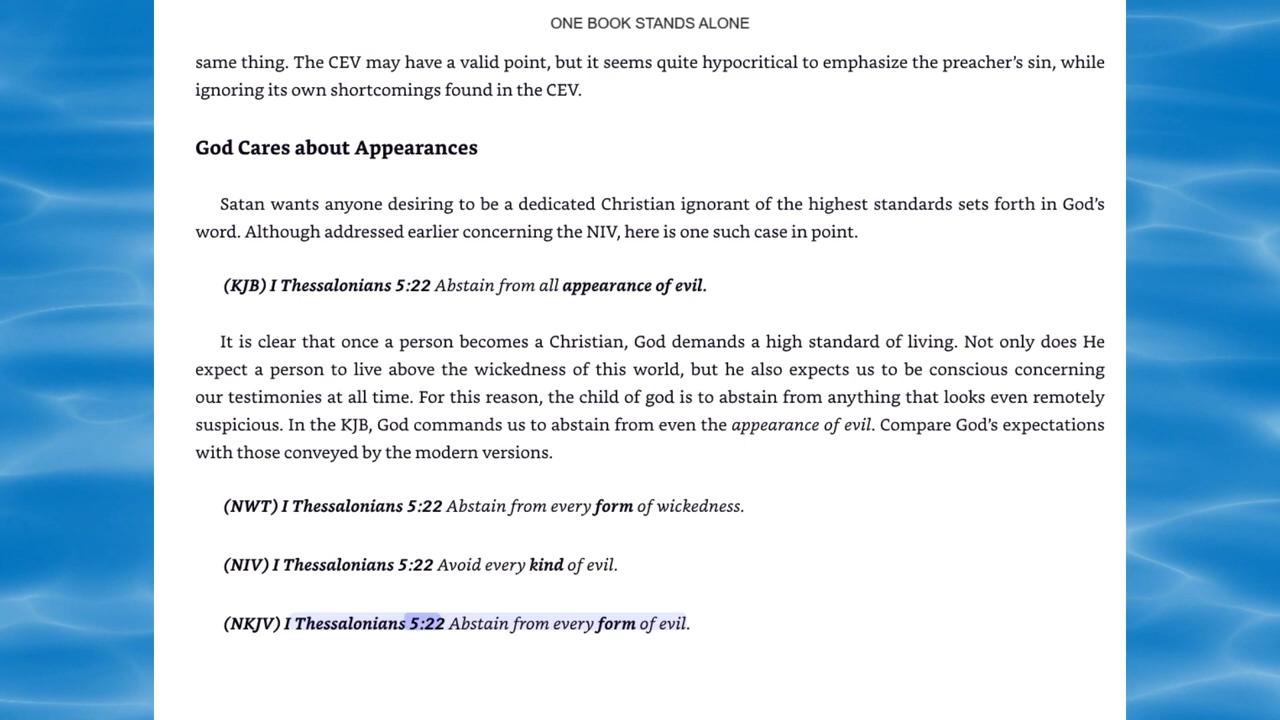 ONE BOOK STANDS ALONE
same thing. The CEV may have a valid point, but it seems quite hypocritical to emphasize the preacher's sin, while
ignoring its own shortcomings found in the CEV.
God Cares about Appearances
Satan wants anyone desiring to be a dedicated Christian ignorant of the highest standards sets forth in God's
word. Although addressed earlier concerning the NIV, here is one such case in point.
(KJB) I Thessalonians 5:22 Abstain from all appearance of evil.
It is clear that once a person becomes a Christian, God demands a high standard of living. Not only does He
expect a person to live above the wickedness of this world, but he also expects us to be conscious concerning
our testimonies at all time. For this reason, the child of god is to abstain from anything that looks even remotely
suspicious. In the KJB, God commands us to abstain from even the appearance of evil. Compare God's expectations
with those conveyed by the modern versions.
(NWT) I Thessalonians 5:22 Abstain from every form of wickedness.
(NIV) I Thessalonians 5:22 Avoid every kind of evil.
(NKJV) I Thessalonians 5:22 Abstain from every form of evil.